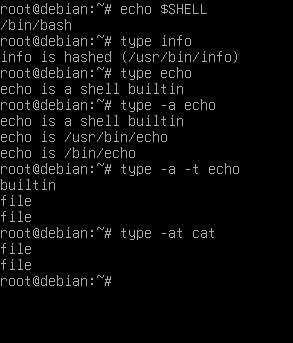 root@debian:~# echo $SHELL
/bin/bash
root@debian:~# type info
info is hashed (/usr/bin/info)
root@debian:~# type echo
echo is a shell builtin
root@debian:~# type -a echo
echo is a shell builtin
echo is /usr/bin/echo
echo is /bin/echo
root@debian:~# type -a -t echo
builtin
file
file
root@debian:~# type -at cat
file
file
root@debian:~#